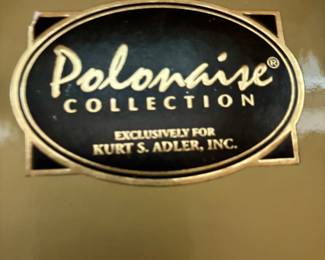 Polonaise®
COLLECTION
EXCLUSIVELY FOR
KURT S. ADLER, INC.